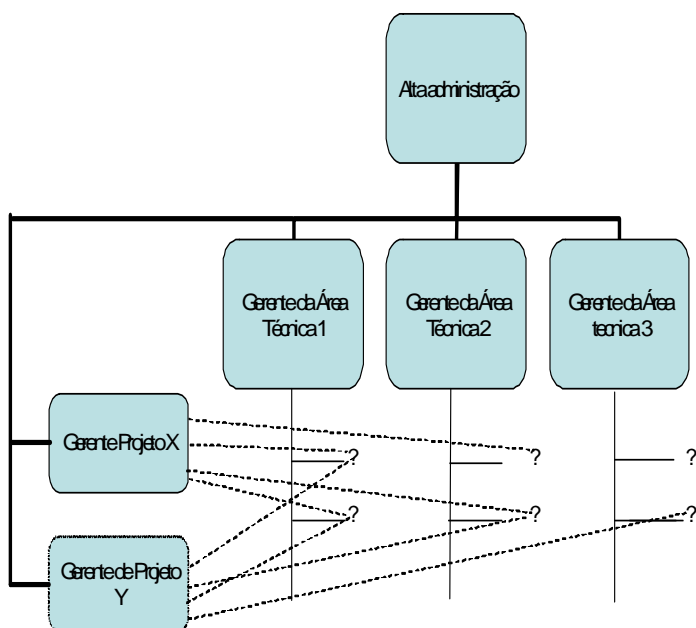 Alta administração
Gerente da Área
Técnica 1
Gerente da Área
Técnica 2
Gerente da Área
tecnica 3
Gerente Projeto X
? ? ?
? ? ?
Gerente de Projeto
Y